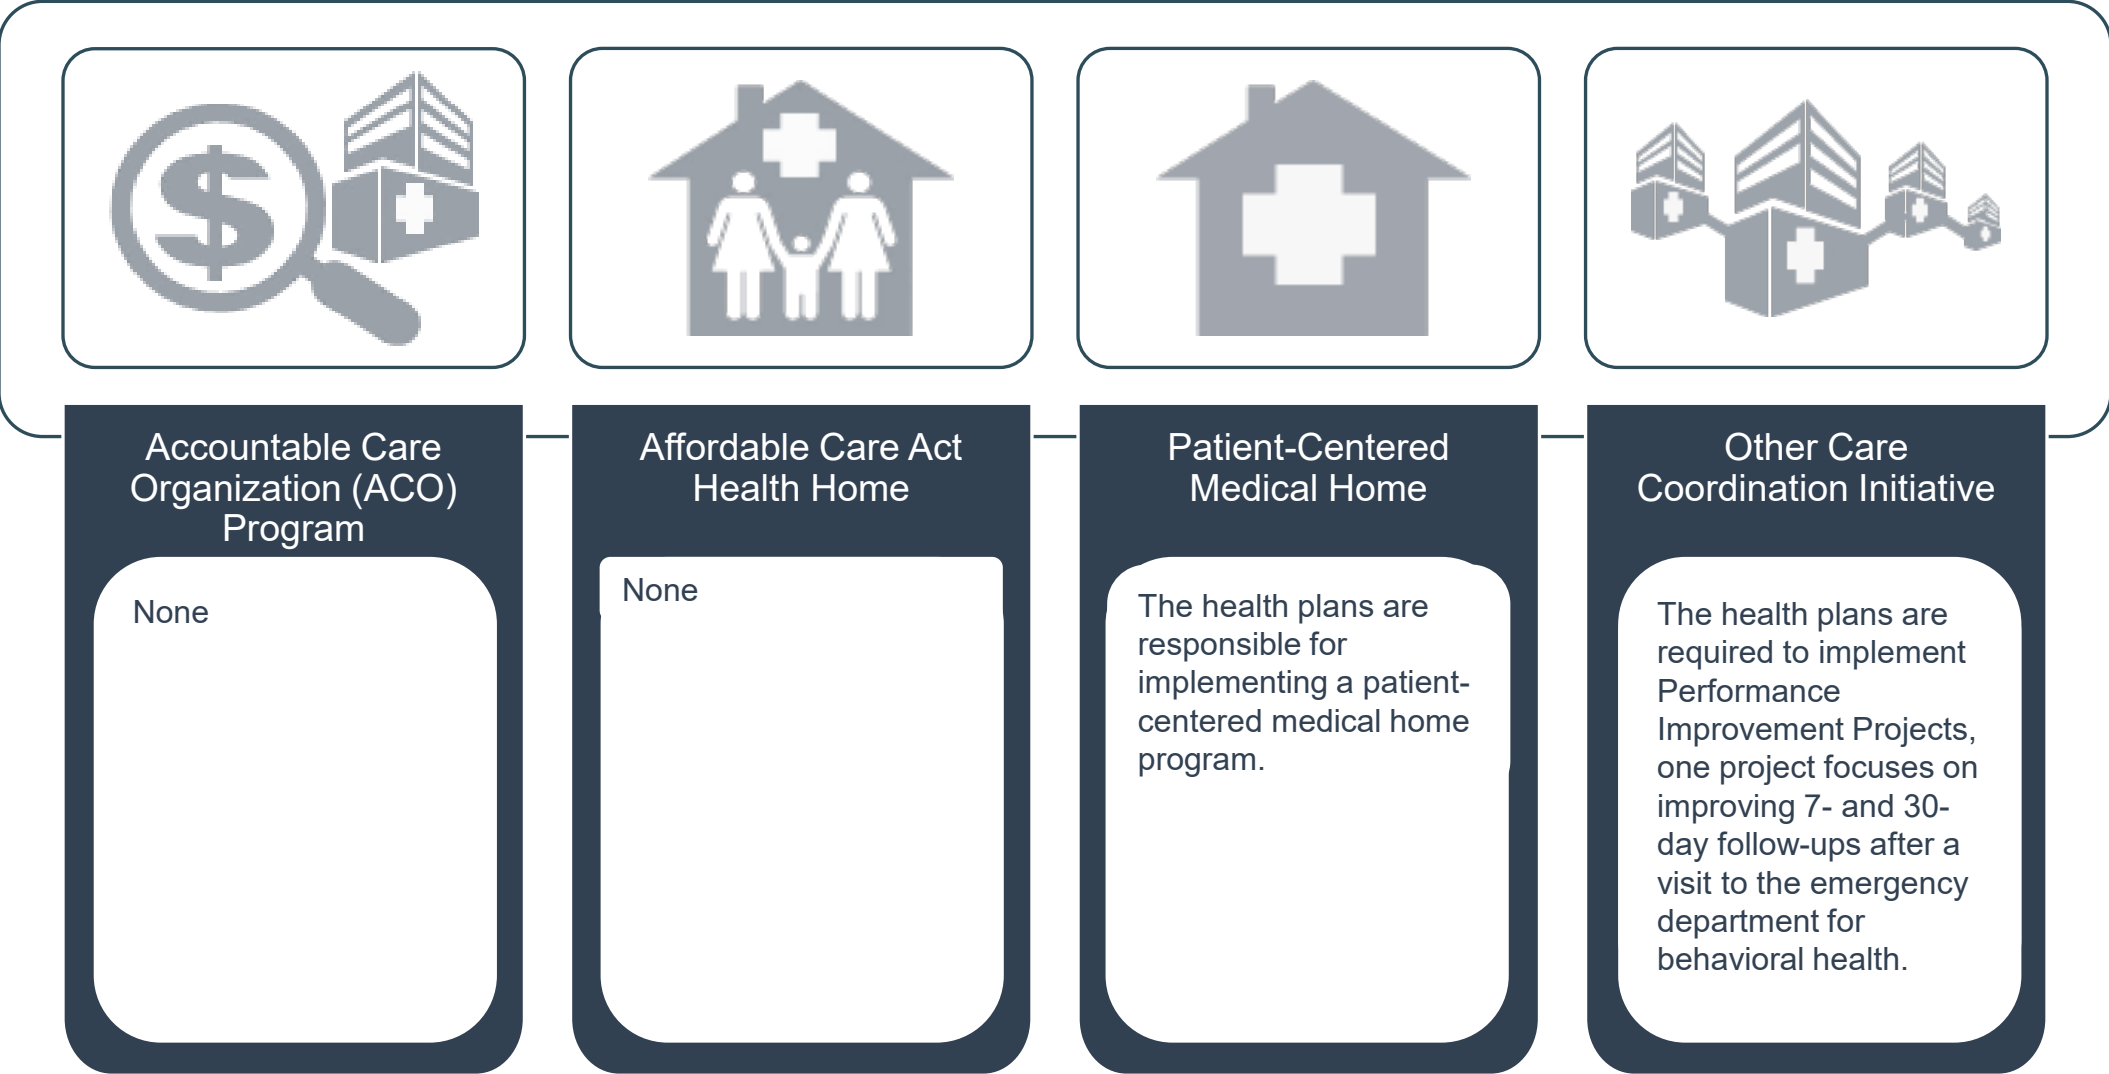 Accountable Care
Organization (ACO)
Program
None
Affordable Care Act
Health Home
None
Patient-Centered
Medical Home
The health plans are
responsible for
implementing a patient-
centered medical home
program.
Other Care
Coordination Initiative
The health plans are
required to implement
Performance
Improvement Projects,
one project focuses on
improving 7- and 30-
day follow-ups after a
visit to the emergency
department for
behavioral health.